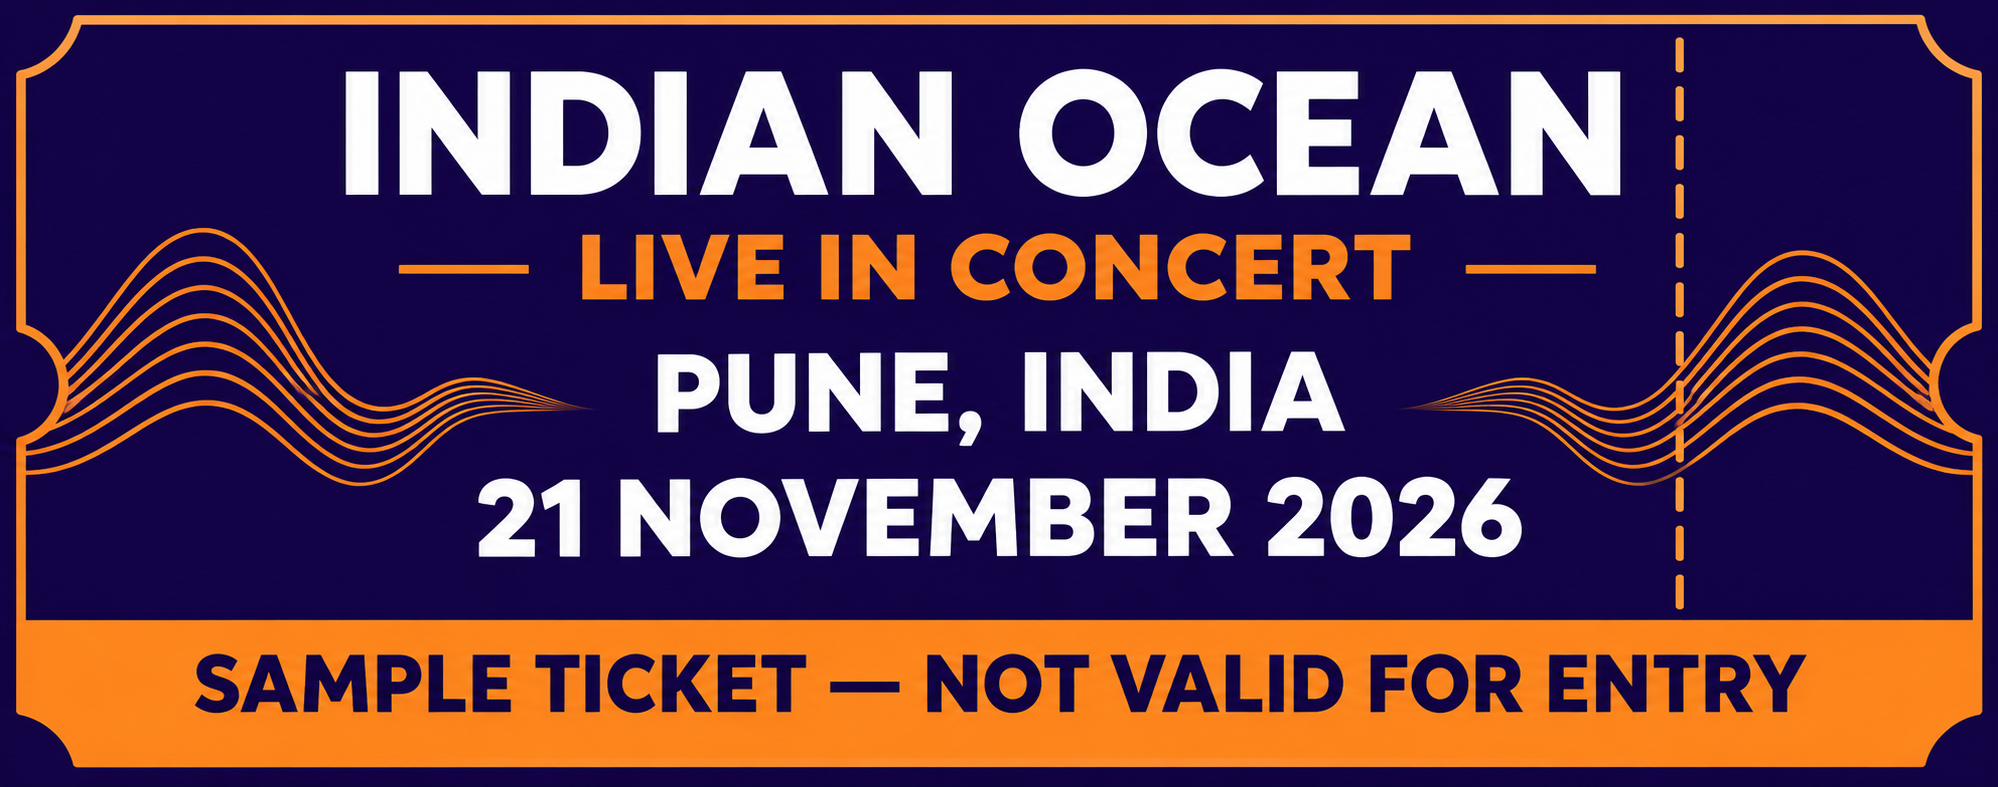 INDIAN OCEAN
LIVE IN CONCERT
PUNE, INDIA
21 NOVEMBER 2026
SAMPLE TICKET — NOT VALID FOR ENTRY